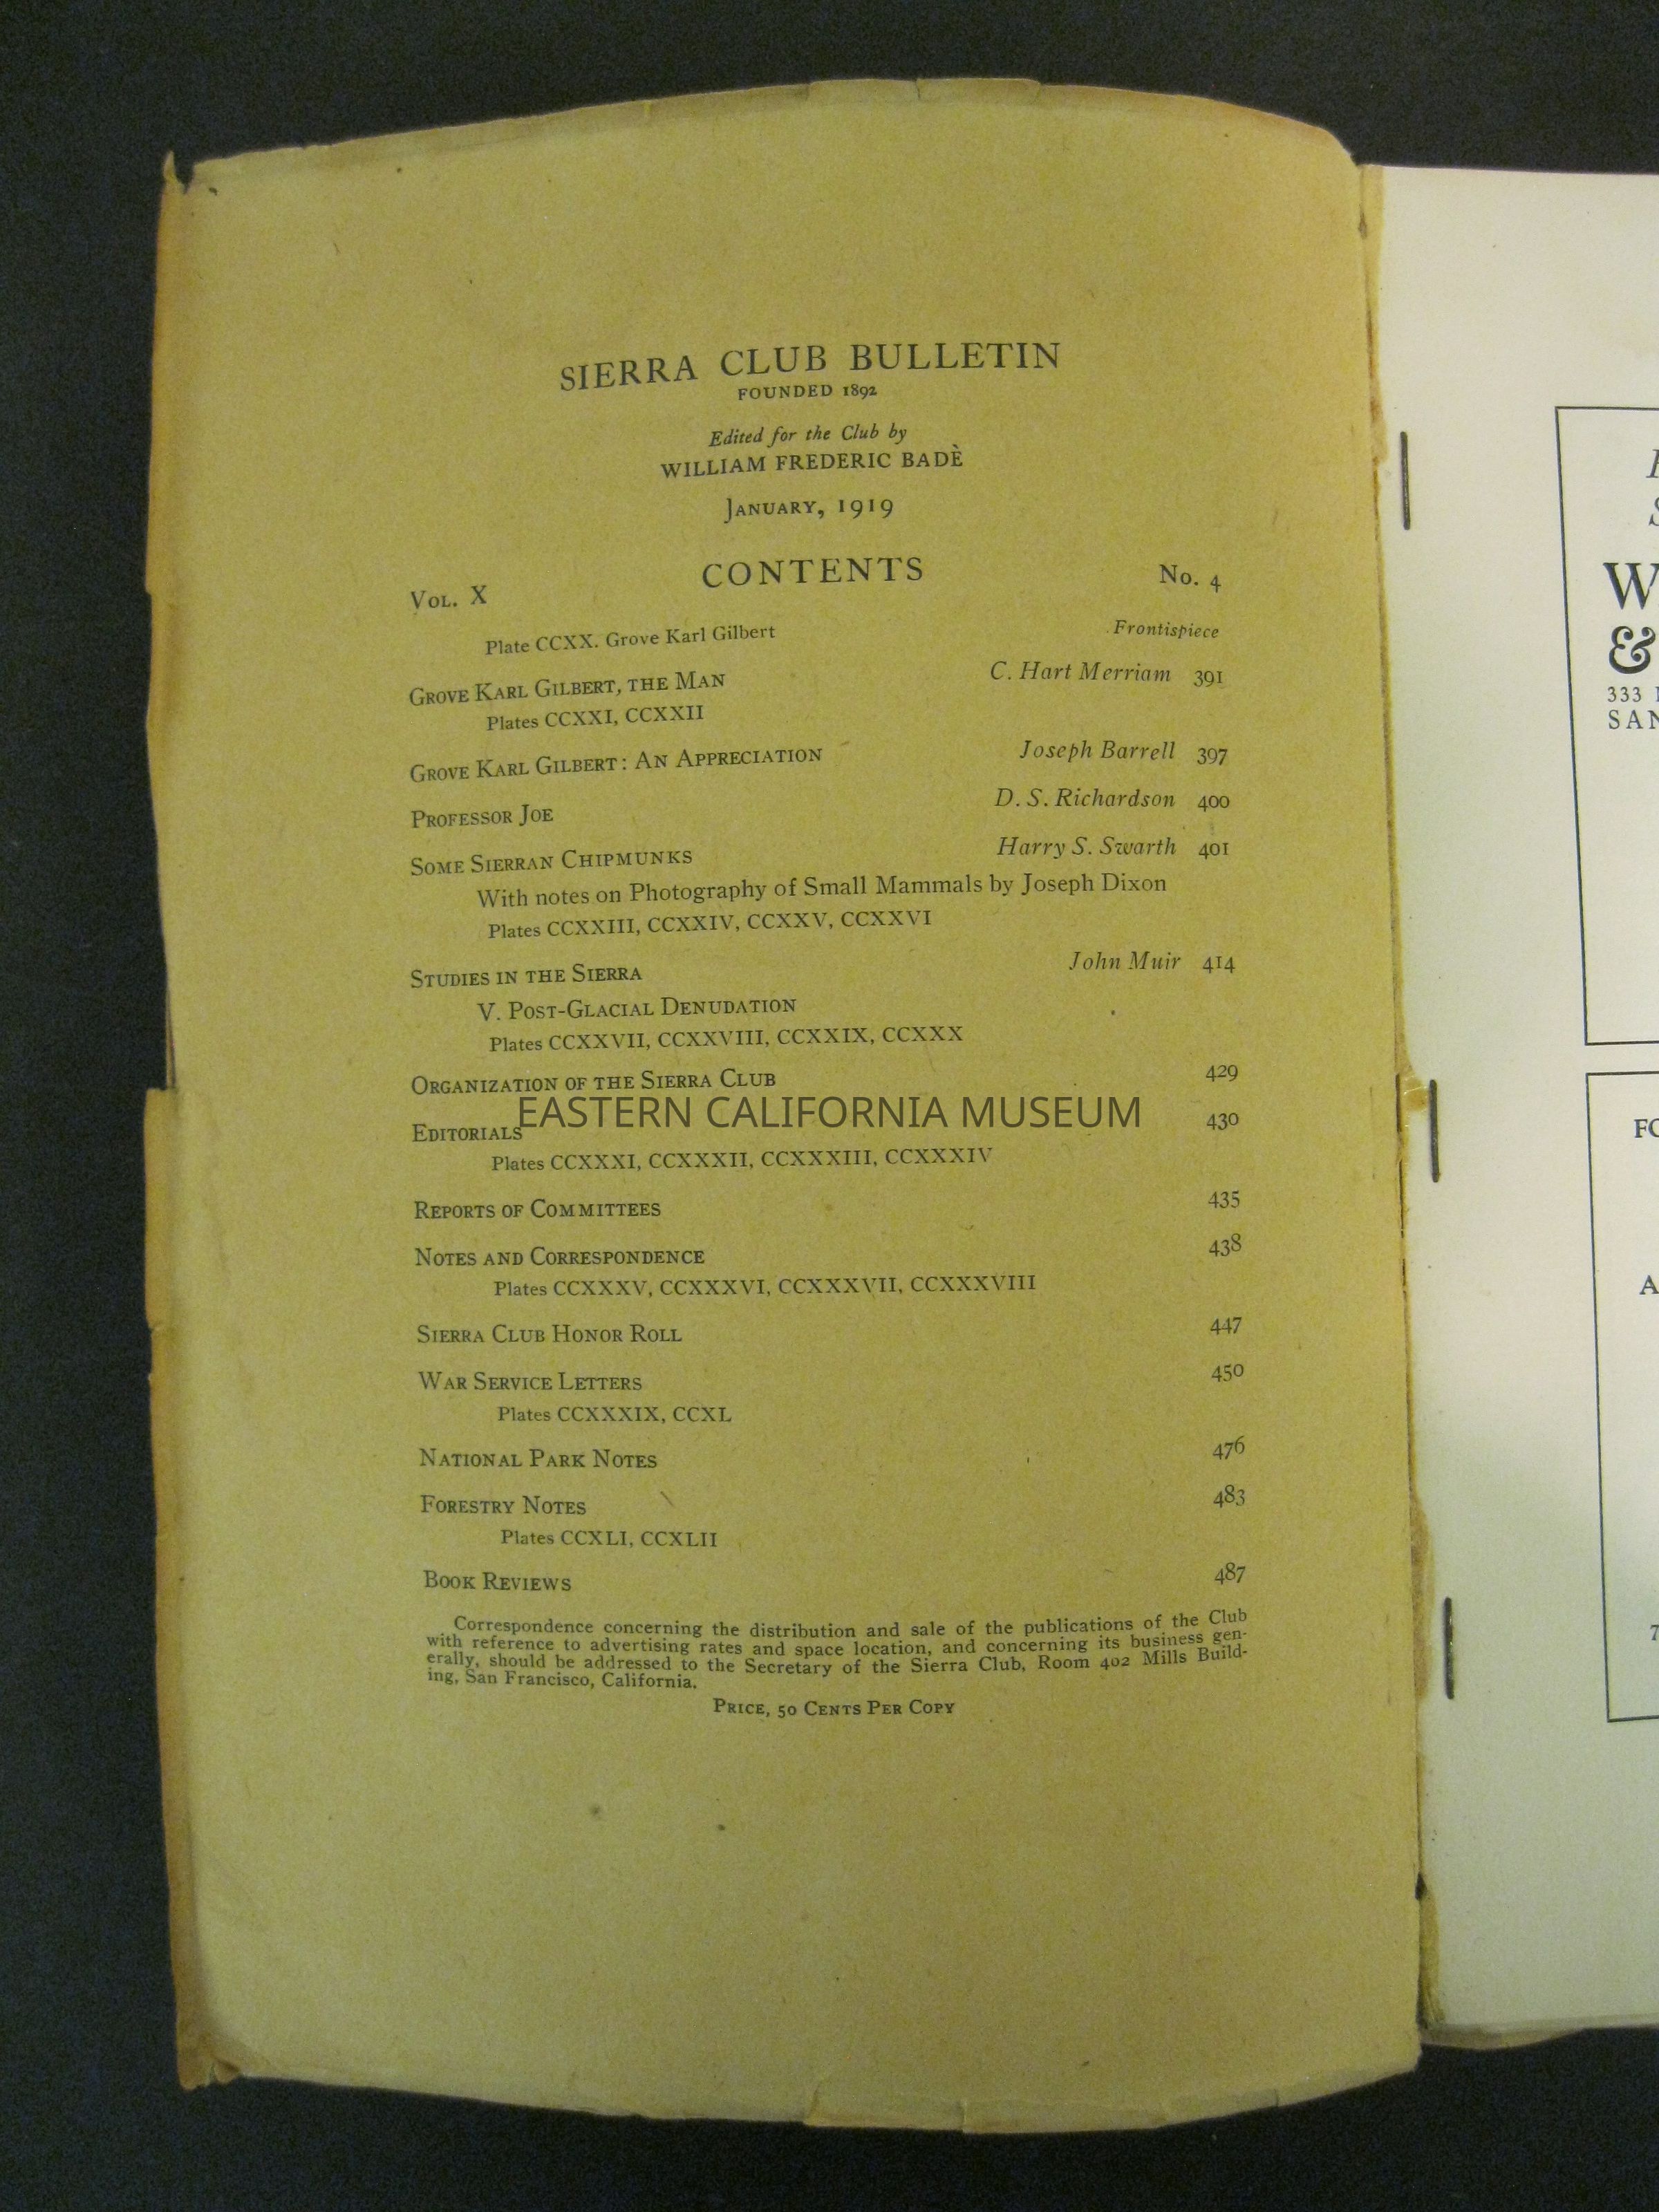 SIERRA CLUB BULLETIN
FOUNDED 1892
Edited for the Club by
WILLIAM FREDERIC BADÈ
JANUARY, 1919
CONTENTS
VOL. X No. 4
Plate CCXX. Grove Karl Gilbert Frontispiece
GROVE KARL GILBERT, THE MAN C. Hart Merriam 391
Plates CCXXI, CCXXII
GROVE KARL GILBERT: AN APPRECIATION Joseph Barrell 397
PROFESSOR JOE D. S. Richardson 400
SOME SIERRAN CHIPMUNKS Harry S. Swarth 401
With notes on Photography of Small Mammals by Joseph Dixon
Plates CCXXIII, CCXXIV, CCXXV, CCXXVI
STUDIES IN THE SIERRA John Muir 414
V. POST-GLACIAL DENUDATION
Plates CCXXVII, CCXXVIII, CCXXIX, CCXXX
ORGANIZATION OF THE SIERRA CLUB 429
EASTERN CALIFORNIA MUSEUM
EDITORIALS 430
Plates CCXXXI, CCXXXII, CCXXXIII, CCXXXIV
REPORTS OF COMMITTEES 435
NOTES AND CORRESPONDENCE 438
Plates CCXXXV, CCXXXVI, CCXXXVII, CCXXXVIII
SIERRA CLUB HONOR ROLL 447
WAR SERVICE LETTERS 450
Plates CCXXXIX, CCXL
NATIONAL PARK NOTES 476
FORESTRY NOTES 483
Plates CCXLI, CCXLII
BOOK REVIEWS 487
Correspondence concerning the distribution and sale of the publications of the Club
with reference to advertising rates and space location, and concerning its business gen-
erally, should be addressed to the Secretary of the Sierra Club, Room 402 Mills Build-
ing, San Francisco, California.
PRICE, 50 CENTS PER COPY
W
&
333
SAN
FO
A
7